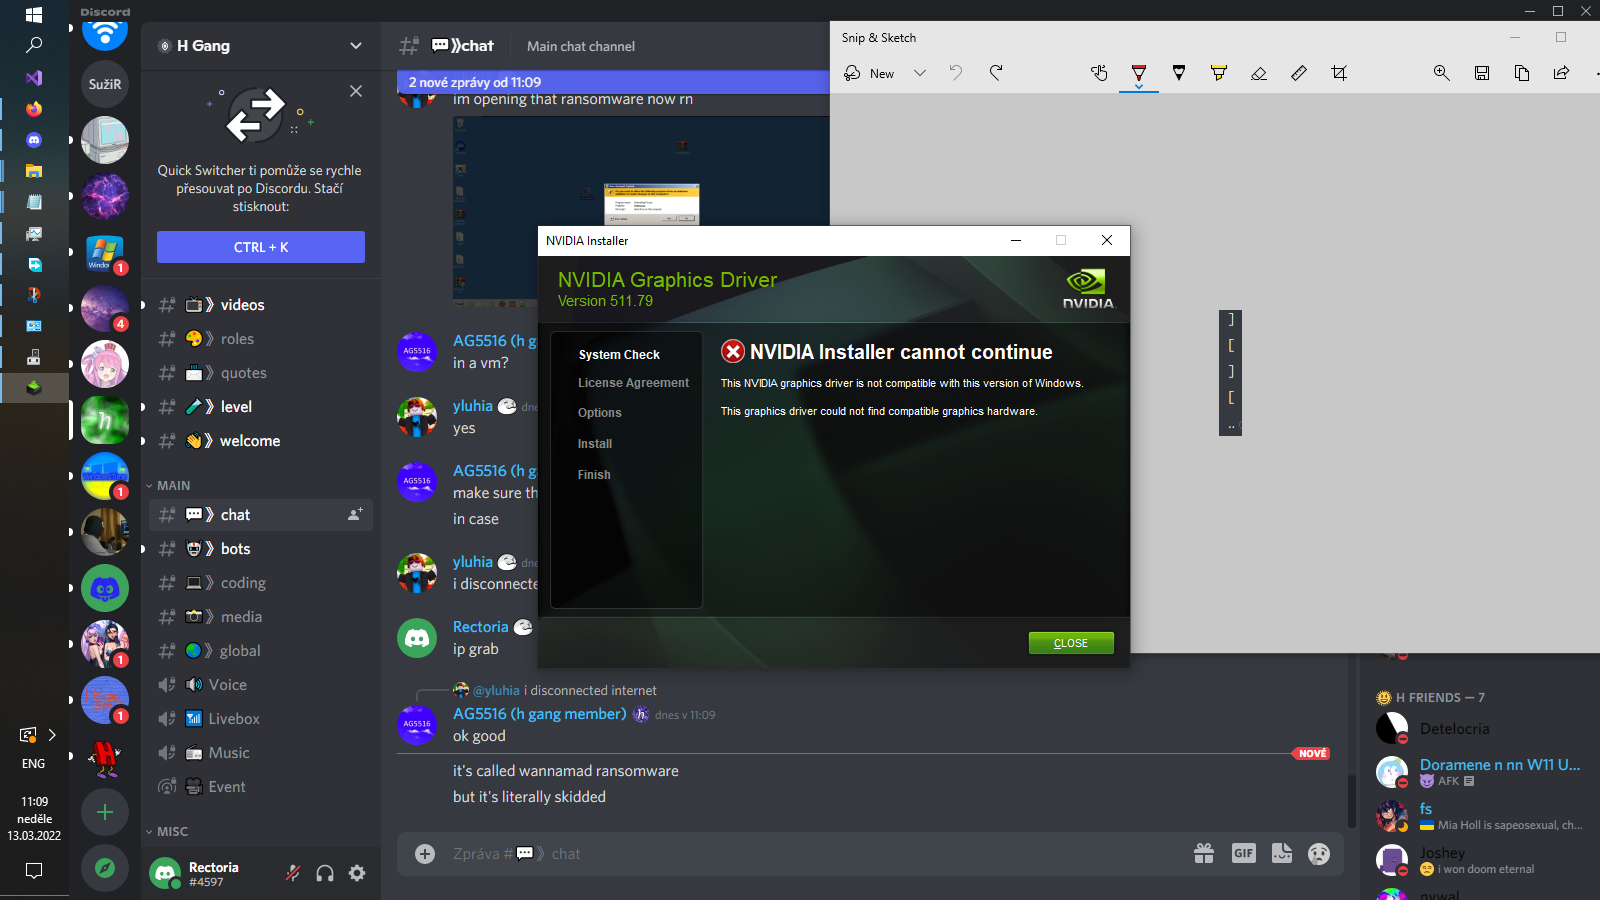 Discord
H Gang
Quick Switcher ti pomůže se rychle
přesouvat po Discordu. Stačí
stisknout:
CTRL + K
videos
roles
quotes
level
welcome
MAIN
chat
bots
coding
media
global
Voice
Livebox
Music
Event
MISC
Rectoria
#4597
SužiR
1
4
1
1
1
ENG
11:09
neděle
13.03.2022
chat
Main chat channel
2 nové zprávy od 11:09
im opening that ransomware now rn
AG5516
AG5516 (h g
in a vm?
yluhia
yes
AG5516
AG5516 (h g
make sure th
in case
yluhia
i disconnecte
Rectoria
ip grab
@yluhia i disconnected internet
AG5516
AG5516 (h gang member) dnes v 11:09
ok good
NOVÉ
it's called wannamad ransomware
but it's literally skidded
Zpráva # chat
GIF
Snip & Sketch
New
]
[
]
[
..
NVIDIA Installer
NVIDIA Graphics Driver
Version 511.79
NVIDIA.
System Check
License Agreement
Options
Install
Finish
NVIDIA Installer cannot continue
This NVIDIA graphics driver is not compatible with this version of Windows.
This graphics driver could not find compatible graphics hardware.
CLOSE
H FRIENDS — 7
Detelocria
Doramene n nn W11 U...
AFK
fs
Mia Holl is sapeosexual, ch...
Joshey
i won doom eternal